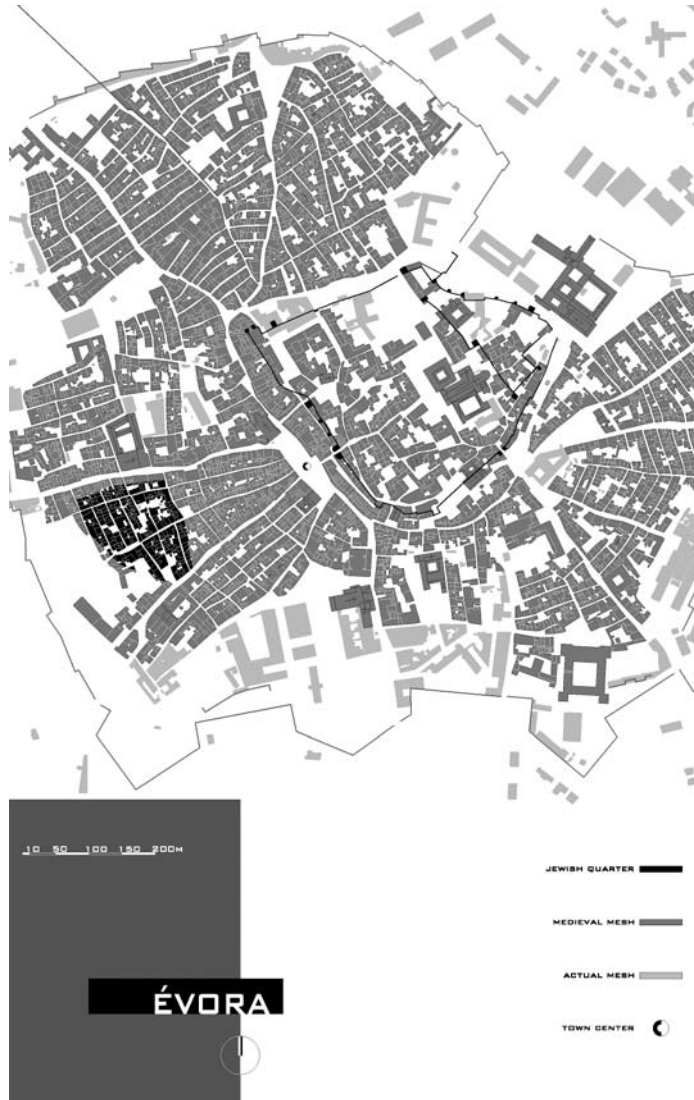 10 50 100 150 200M
JEWISH QUARTER
MEDIEVAL MESH
ACTUAL MESH
ÉVORA
TOWN CENTER